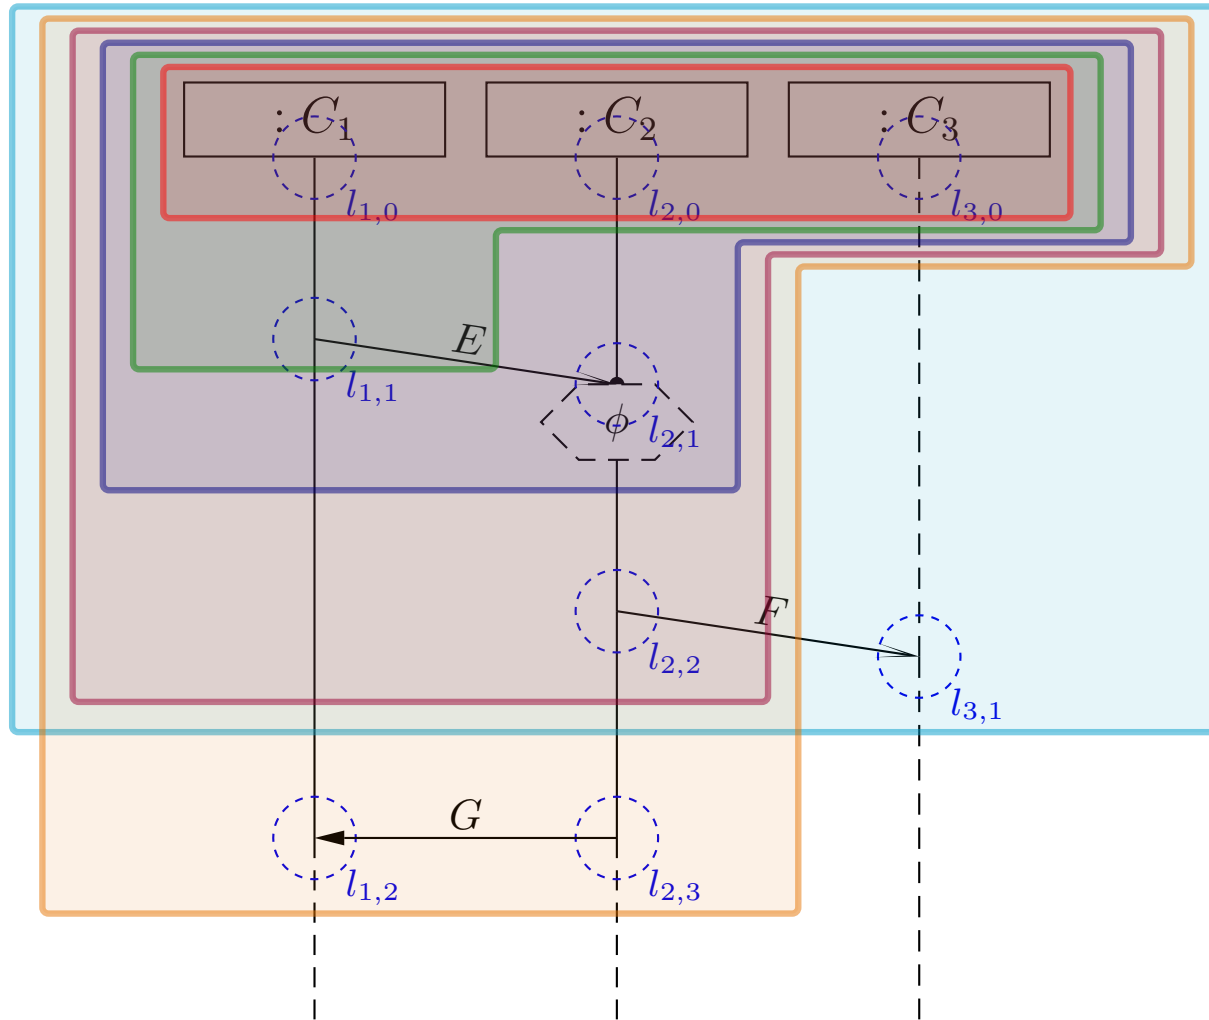 : C₁ : C₂ : C₃
l₁,₀ l₂,₀ l₃,₀
E
l₁,₁
ϕ
l₂,₁
F
l₂,₂
l₃,₁
G
l₁,₂ l₂,₃